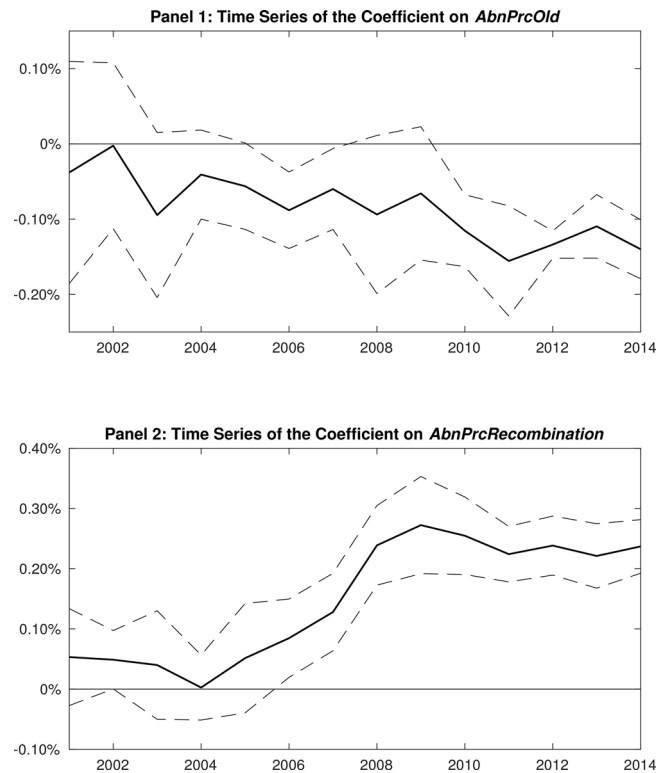 Panel 1: Time Series of the Coefficient on AbnPrcOld
0.10%
0%
-0.10%
-0.20%
2002 2004 2006 2008 2010 2012 2014
Panel 2: Time Series of the Coefficient on AbnPrcRecombination
0.40%
0.30%
0.20%
0.10%
0%
-0.10%
2002 2004 2006 2008 2010 2012 2014